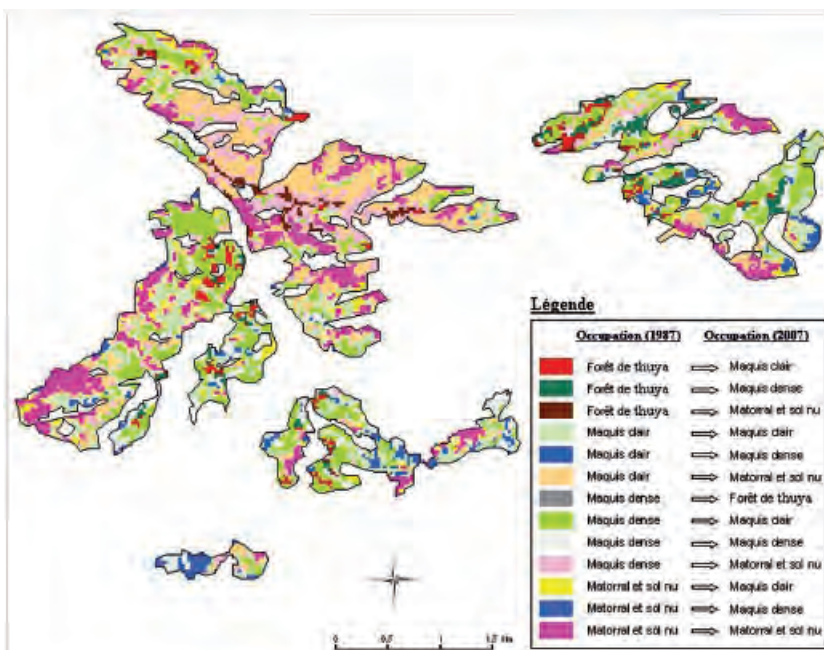 Légende
Occupation (1987) Occupation (2007)
Forêt de thuya ⇨ Maquis clair
Forêt de thuya ⇨ Maquis dense
Forêt de thuya ⇨ Matorral et sol nu
Maquis clair ⇨ Maquis clair
Maquis clair ⇨ Maquis dense
Maquis clair ⇨ Matorral et sol nu
Maquis dense ⇨ Forêt de thuya
Maquis dense ⇨ Maquis clair
Maquis dense ⇨ Maquis dense
Maquis dense ⇨ Matorral et sol nu
Matorral et sol nu ⇨ Maquis clair
Matorral et sol nu ⇨ Maquis dense
Matorral et sol nu ⇨ Matorral et sol nu
0 0.5 1 1.5